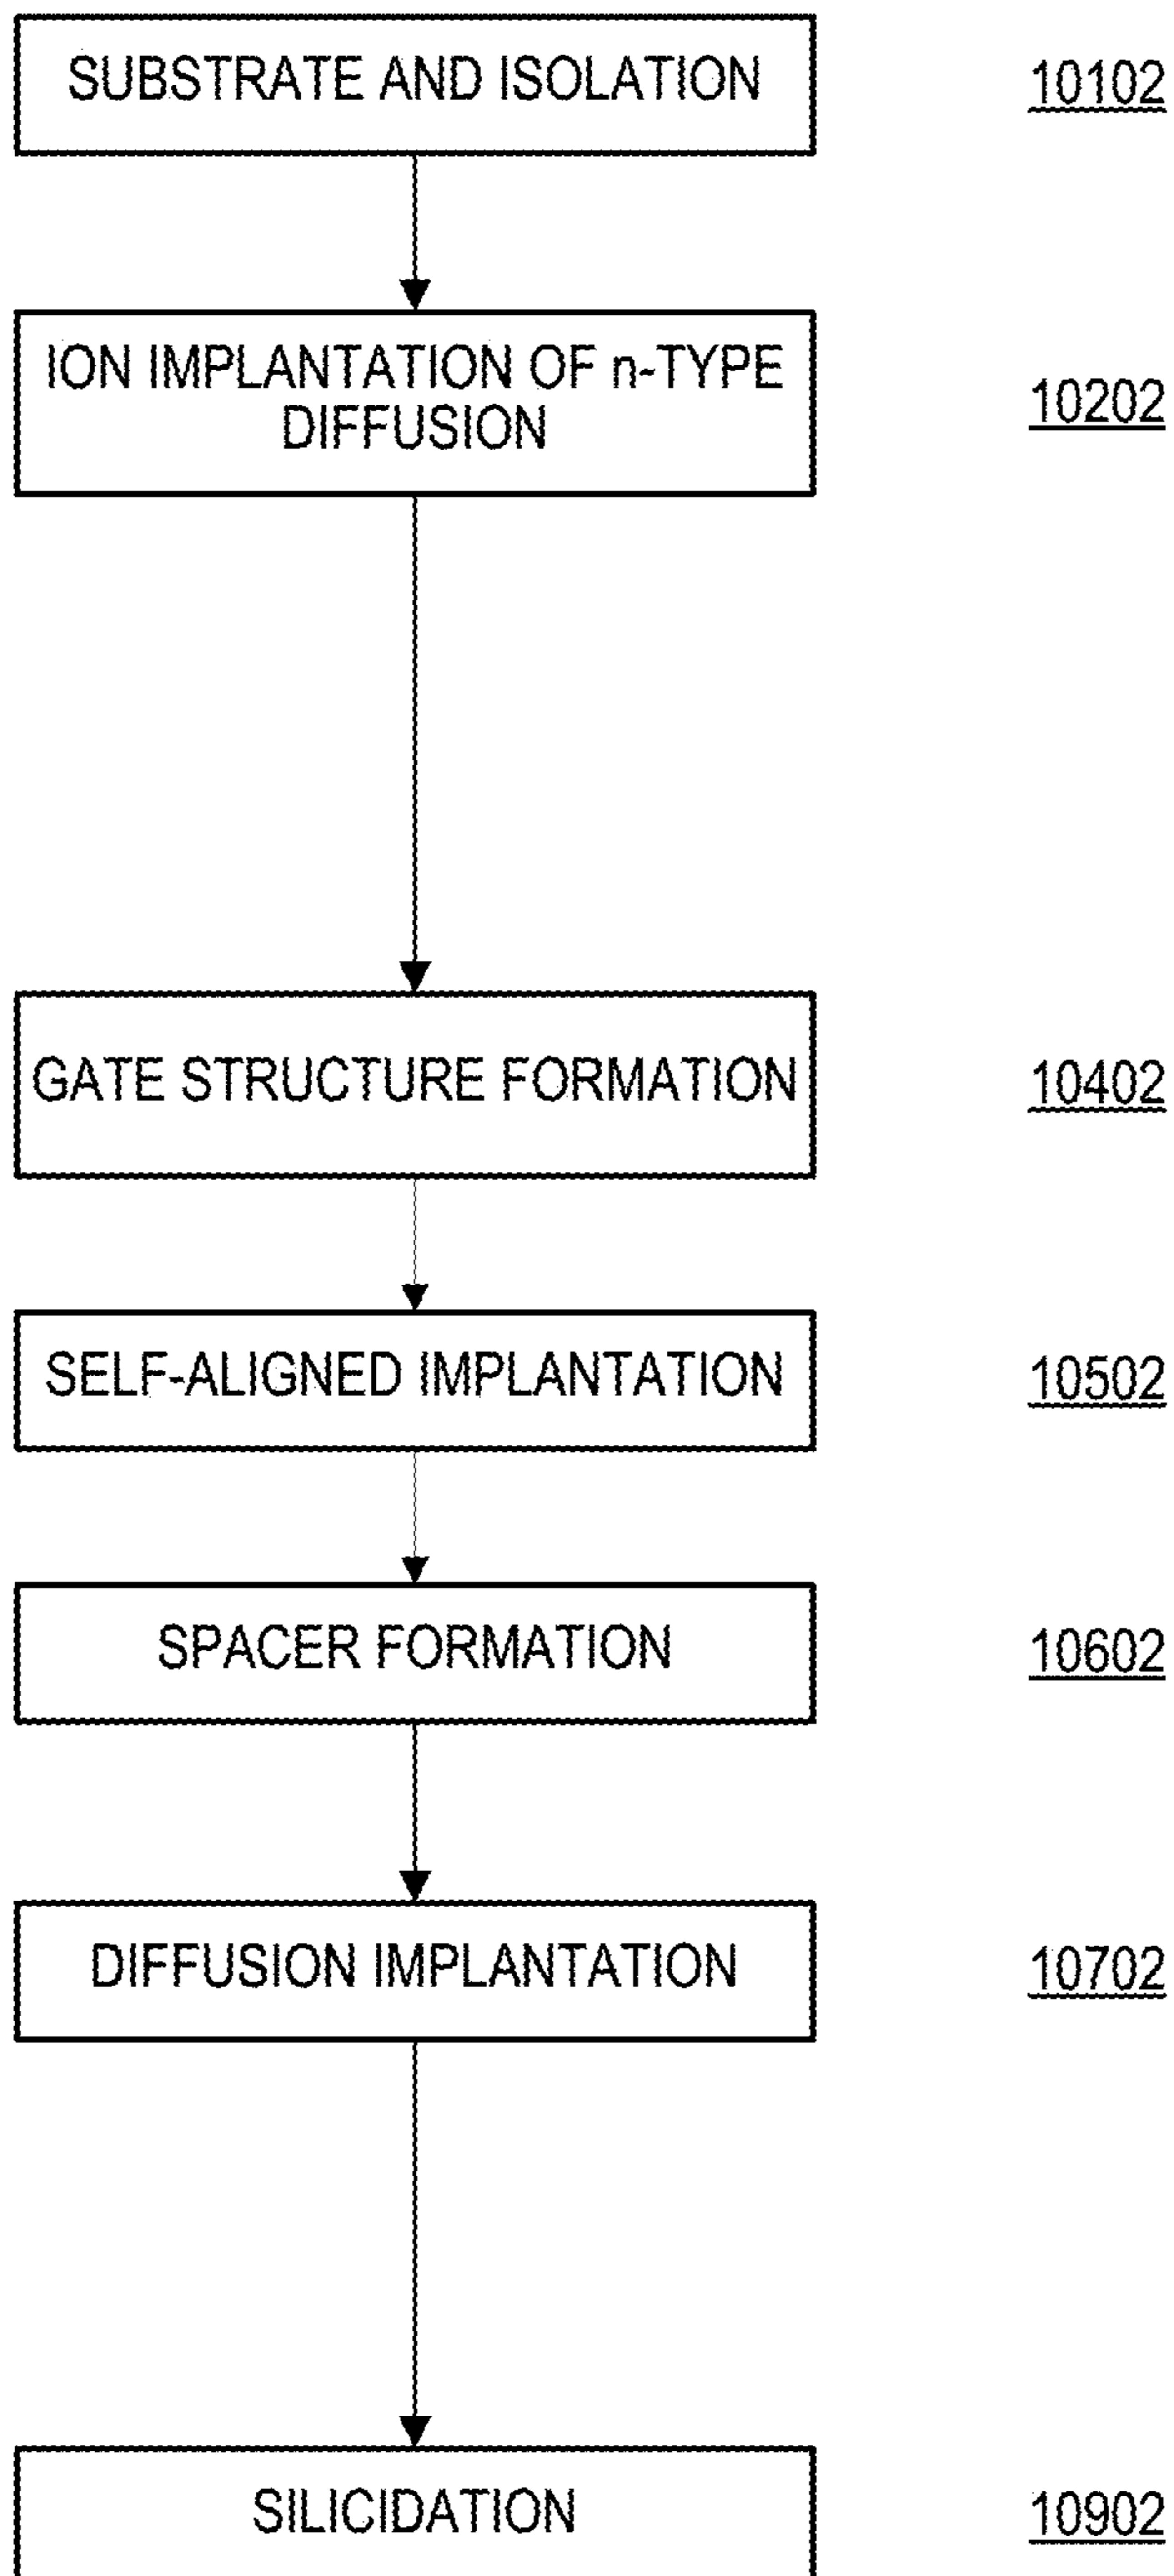 SUBSTRATE AND ISOLATION 10102
ION IMPLANTATION OF n-TYPE
DIFFUSION 10202
GATE STRUCTURE FORMATION 10402
SELF-ALIGNED IMPLANTATION 10502
SPACER FORMATION 10602
DIFFUSION IMPLANTATION 10702
SILICIDATION 10902